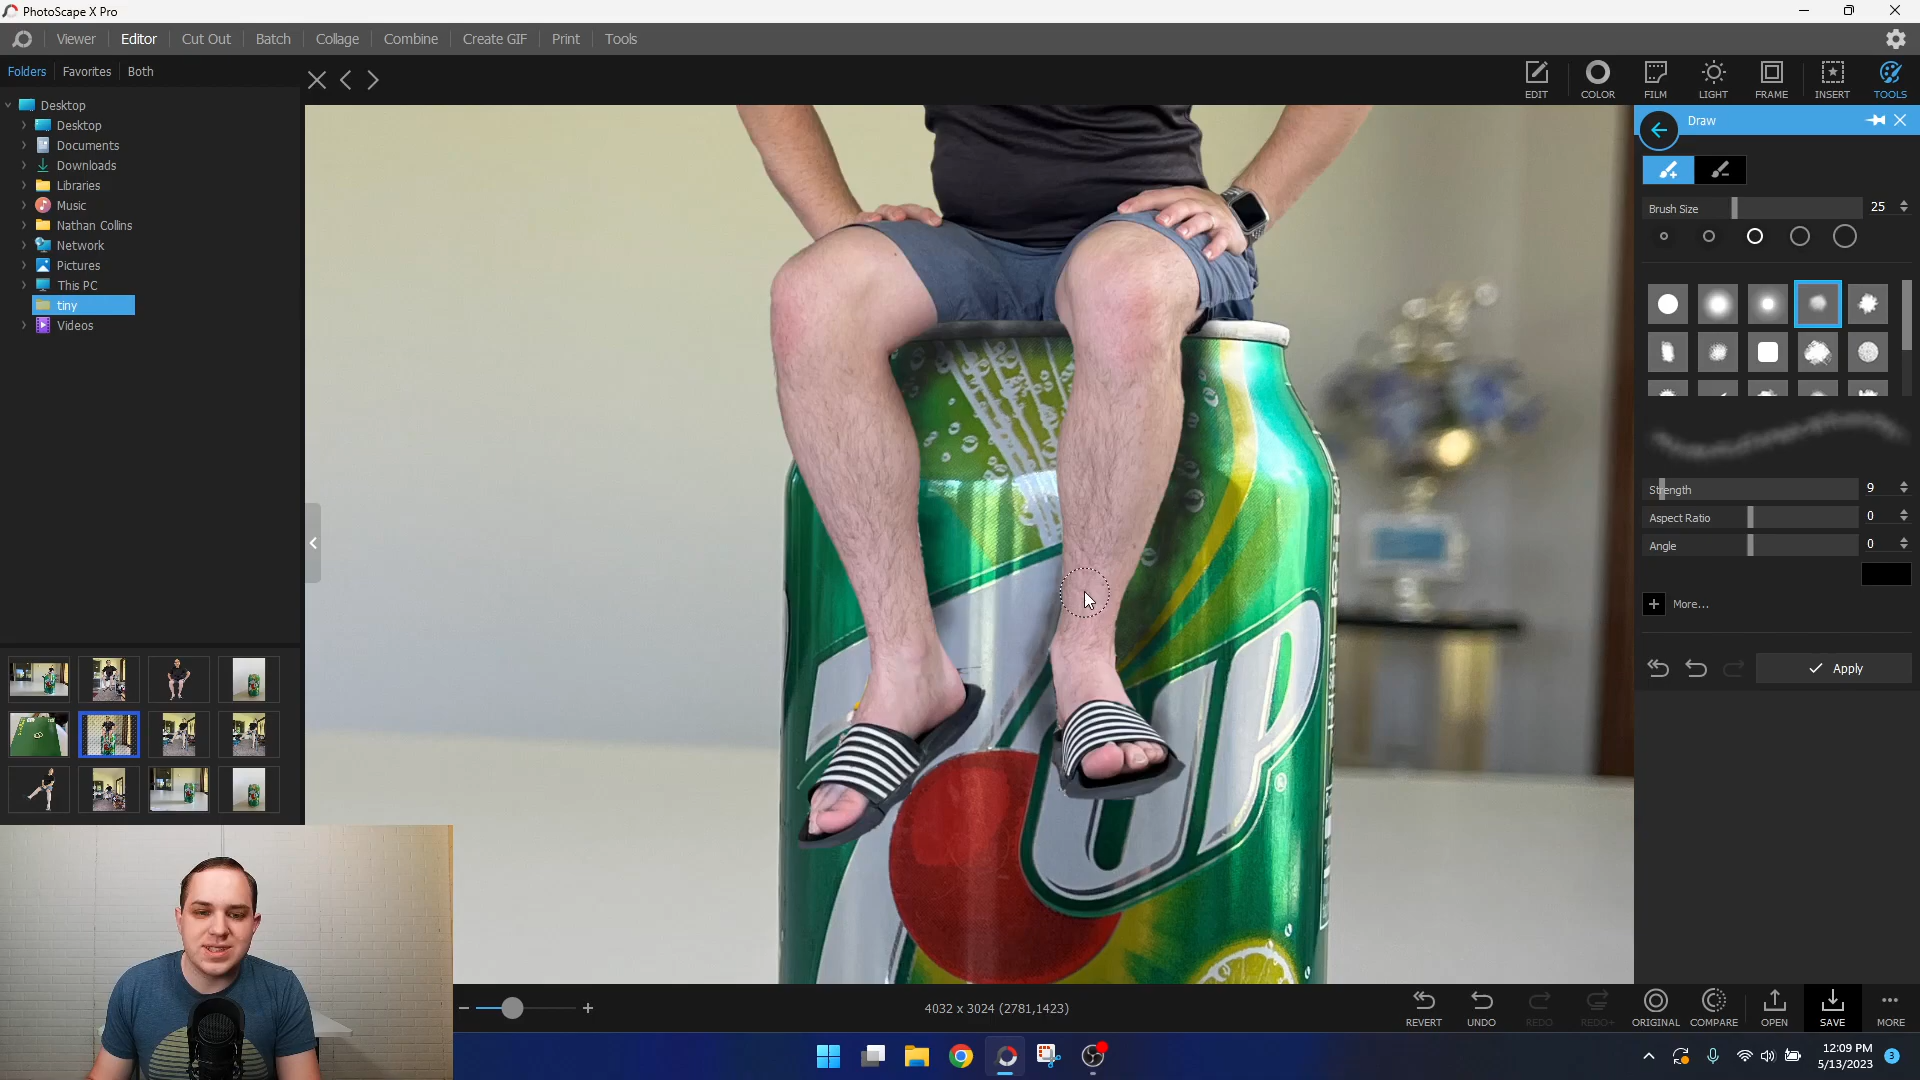 PhotoScape X Pro
Viewer Editor Cut Out Batch Collage Combine Create GIF Print Tools
Folders Favorites Both
EDIT COLOR FILM LIGHT FRAME INSERT TOOLS
Desktop
Desktop
Documents
Downloads
Libraries
Music
Nathan Collins
Network
Pictures
This PC
tiny
Videos
Draw
Brush Size 25
Strength 9
Aspect Ratio 0
Angle 0
More...
Apply
UP
®
4032 x 3024 (2781,1423)
REVERT UNDO REDO REDO+ ORIGINAL COMPARE OPEN SAVE MORE
12:09 PM
5/13/2023
3